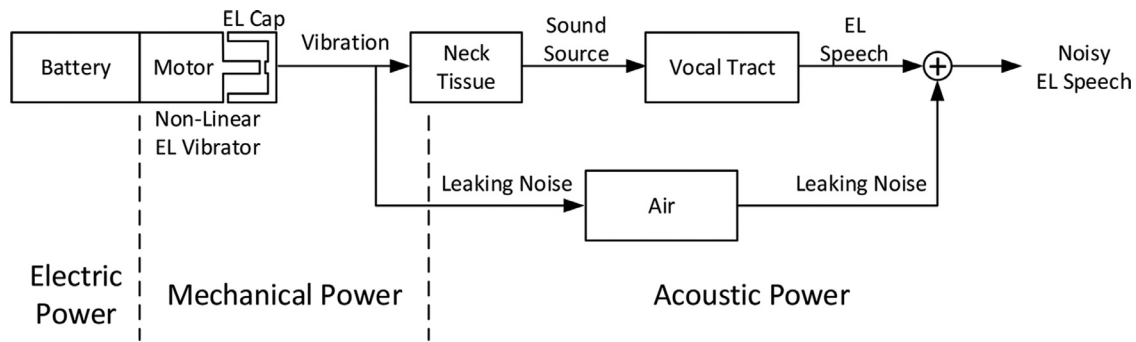 EL Cap
Vibration
Battery
Motor
Non-Linear
EL Vibrator
Neck
Tissue
Sound
Source
Vocal Tract
EL
Speech
+
Noisy
EL Speech
Leaking Noise
Air
Leaking Noise
Electric
Power
Mechanical Power
Acoustic Power